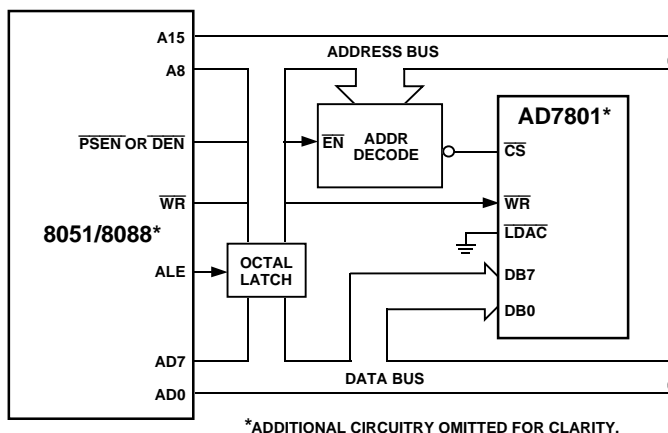 A15
ADDRESS BUS
A8
AD7801*
PSEN OR DEN
EN
ADDR
DECODE
CS
WR
WR
8051/8088*
LDAC
ALE
OCTAL
LATCH
DB7
DB0
AD7
DATA BUS
AD0
*ADDITIONAL CIRCUITRY OMITTED FOR CLARITY.